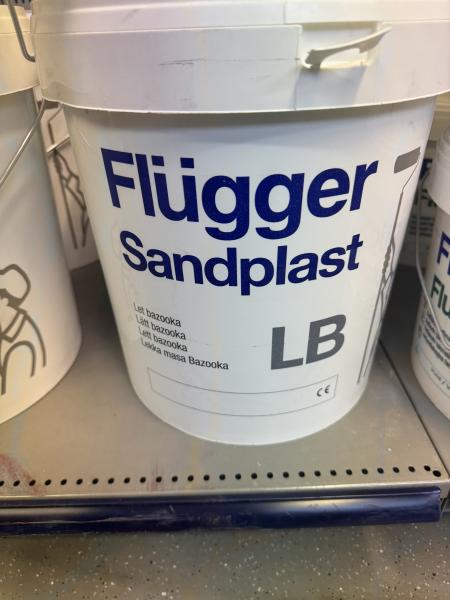 Flügger
Sandplast
Let bazooka
Lätt bazooka
Lett bazooka
Lekka masa Bazooka
LB
CE